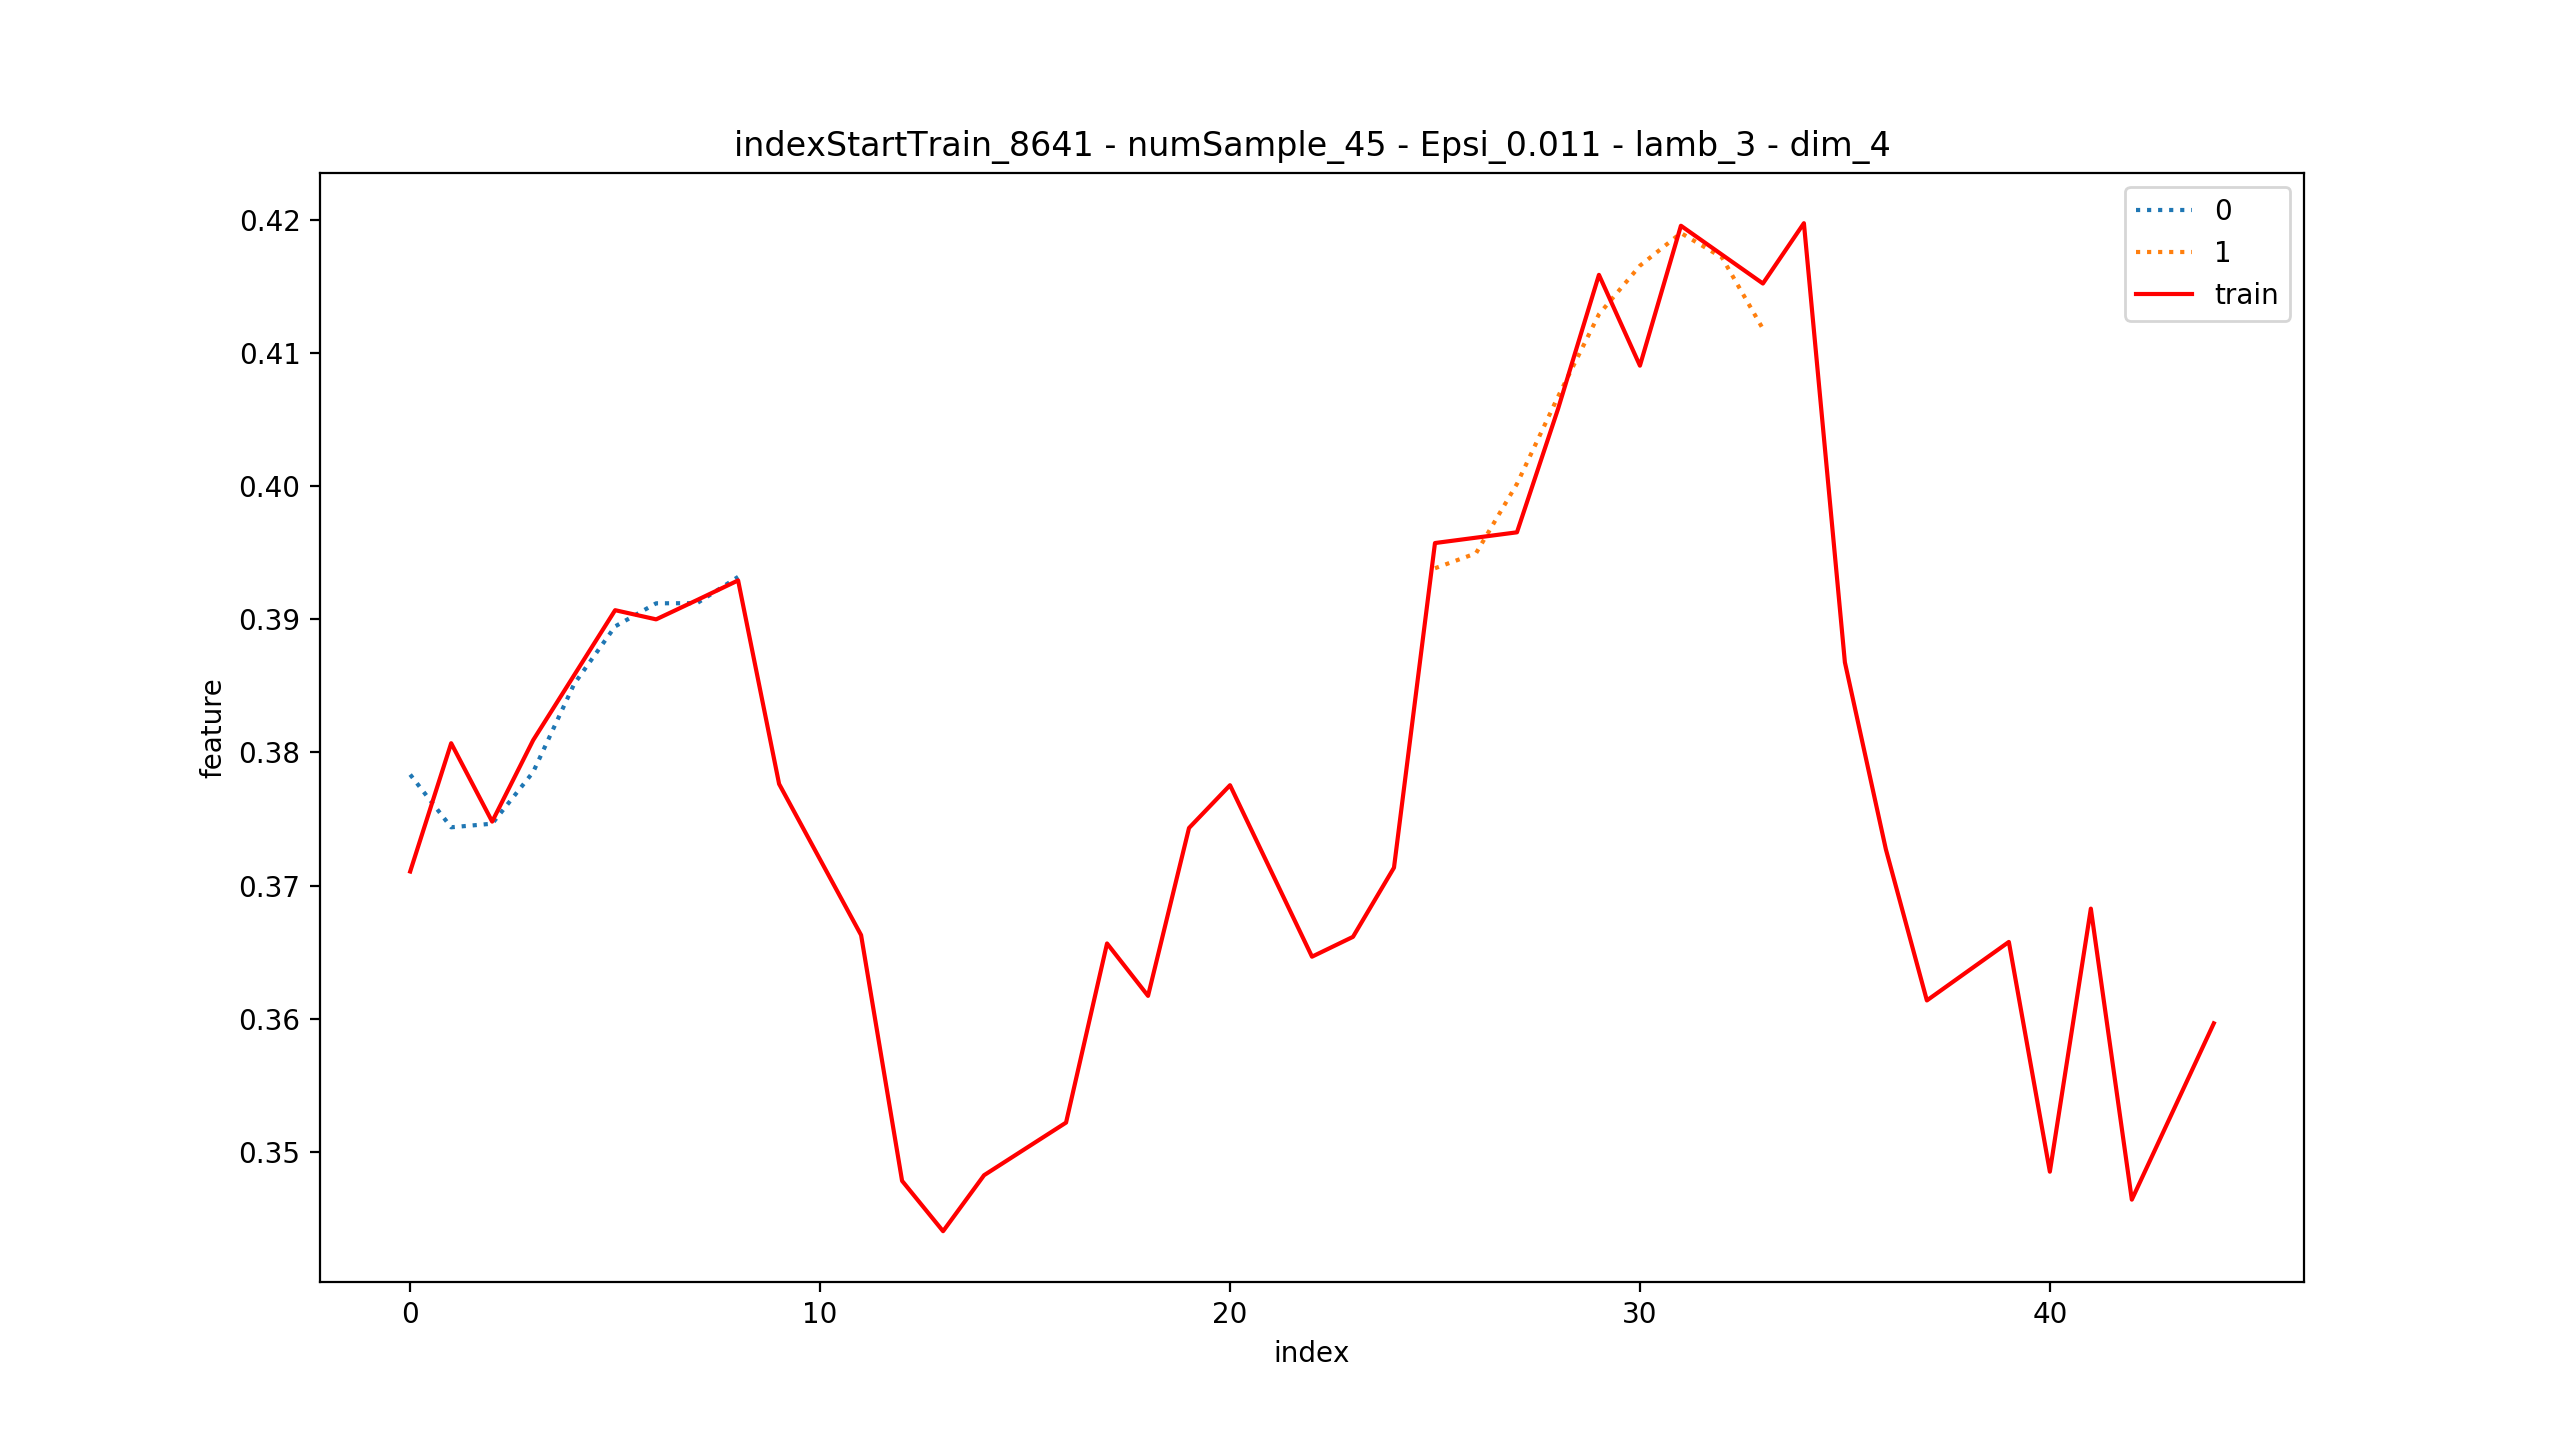 indexStartTrain_8641 - numSample_45 - Epsi_0.011 - lamb_3 - dim_4
0
1
train
0.42
0.41
0.40
0.39
0.38
0.37
0.36
0.35
feature
0 10 20 30 40
index